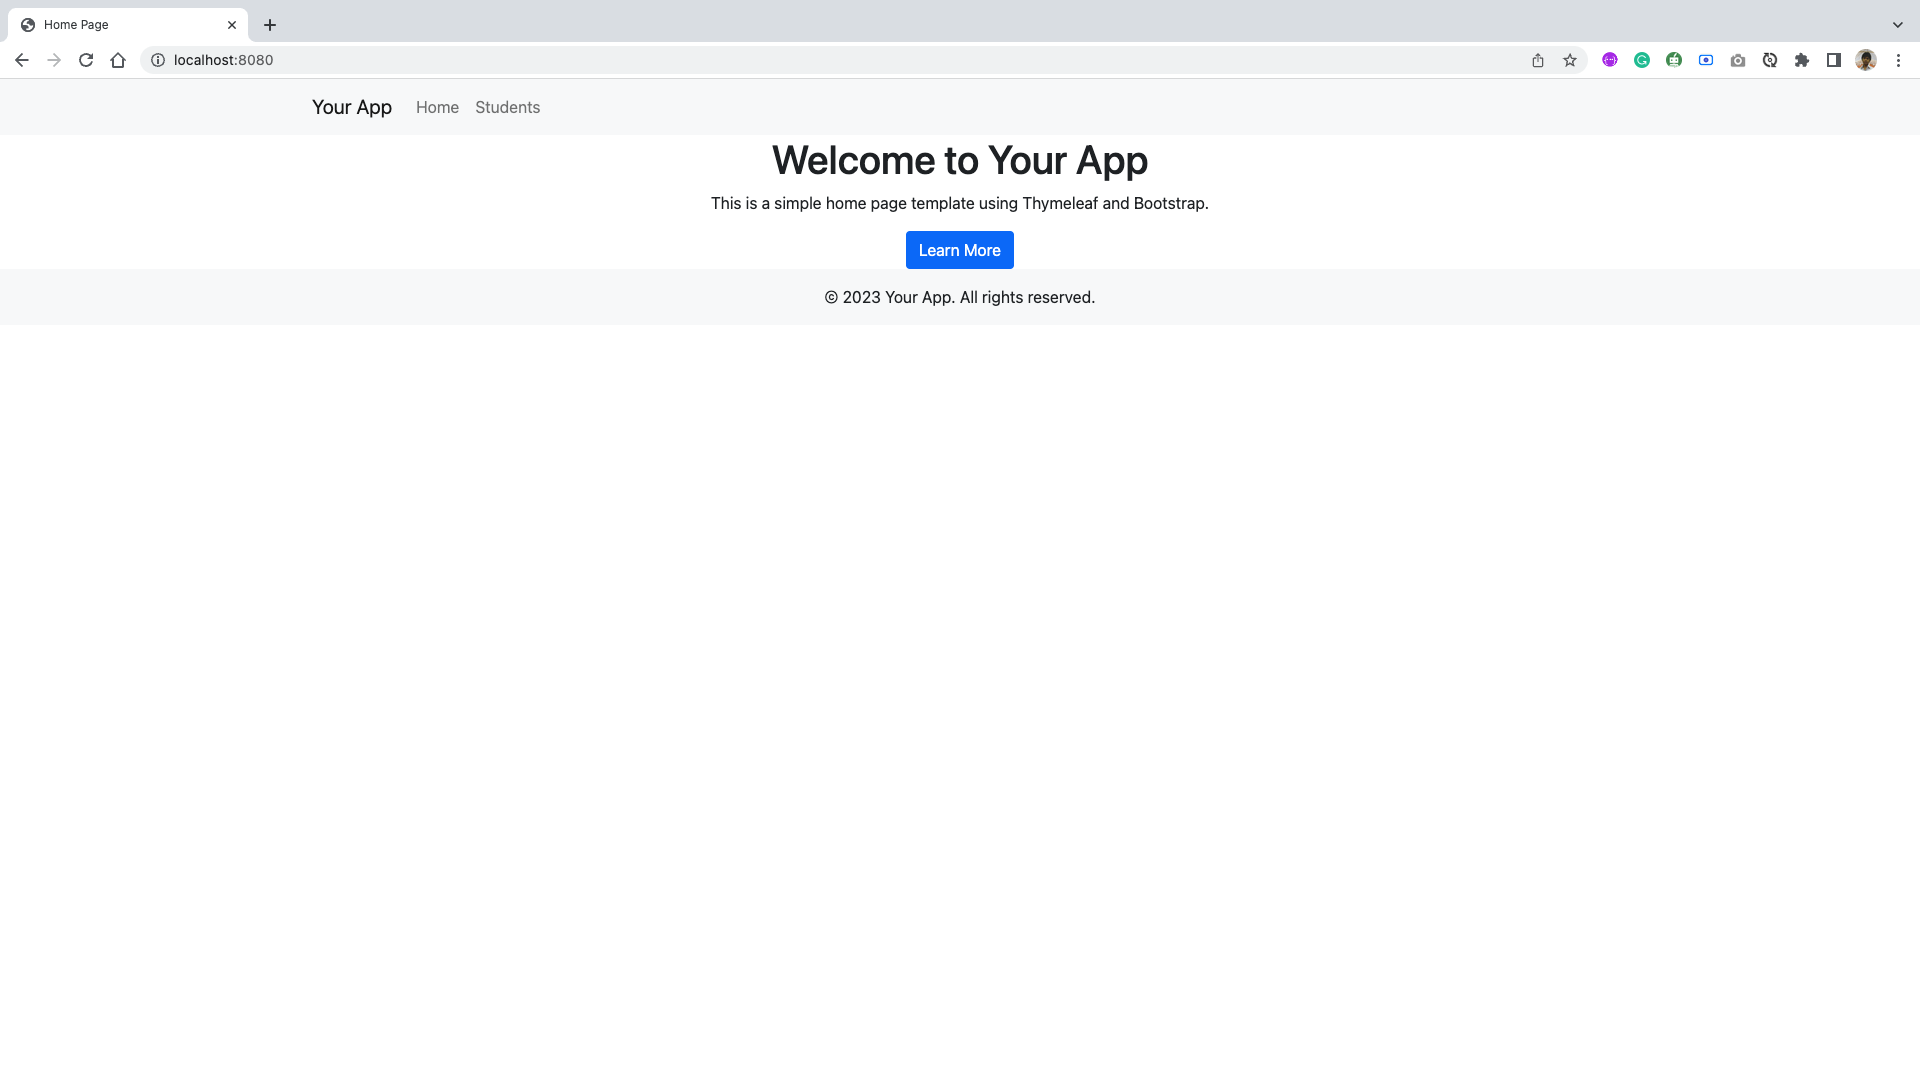 Home Page
localhost:8080
Your App Home Students
Welcome to Your App
This is a simple home page template using Thymeleaf and Bootstrap.
Learn More
© 2023 Your App. All rights reserved.